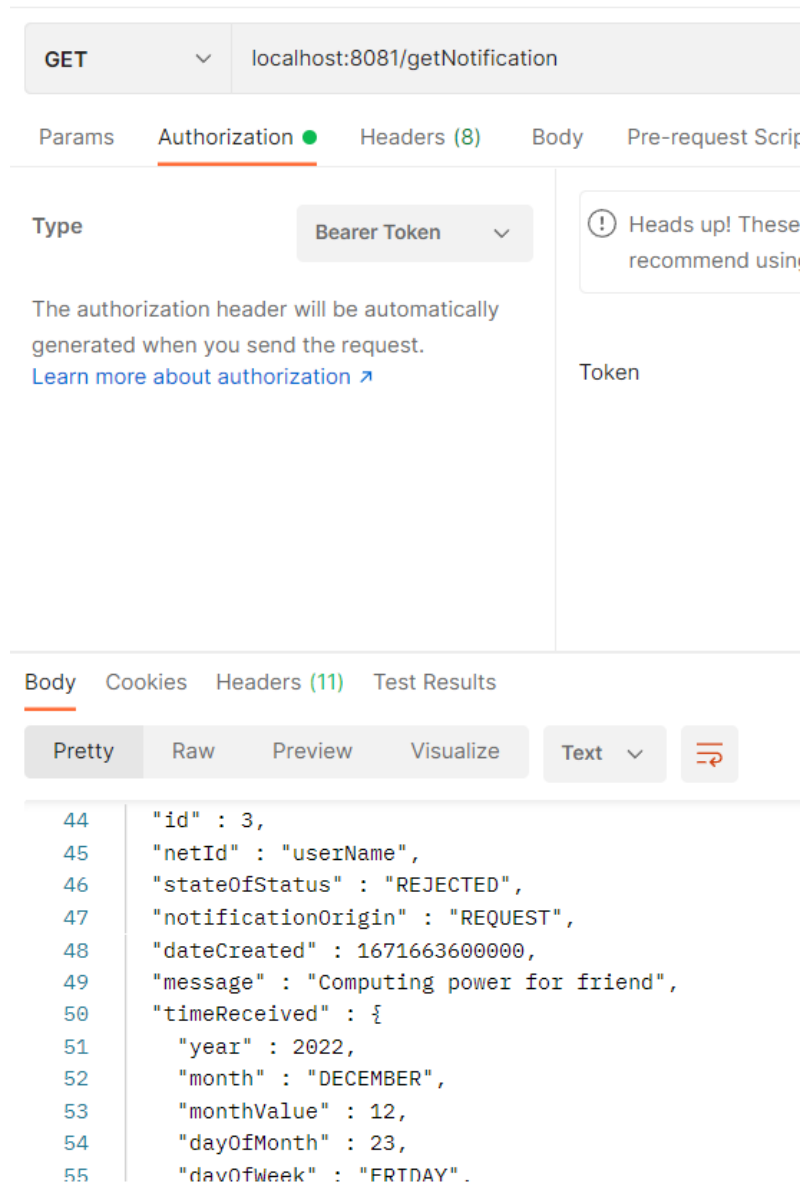 GET localhost:8081/getNotification
Params Authorization Headers (8) Body Pre-request Scrip
Type Bearer Token
The authorization header will be automatically
generated when you send the request.
Learn more about authorization ↗
Heads up! These
recommend using
Token
Body Cookies Headers (11) Test Results
Pretty Raw Preview Visualize Text
44 "id" : 3,
45 "netId" : "userName",
46 "stateOfStatus" : "REJECTED",
47 "notificationOrigin" : "REQUEST",
48 "dateCreated" : 1671663600000,
49 "message" : "Computing power for friend",
50 "timeReceived" : {
51 "year" : 2022,
52 "month" : "DECEMBER",
53 "monthValue" : 12,
54 "dayOfMonth" : 23,
55 "dayOfWeek" : "FRIDAY",